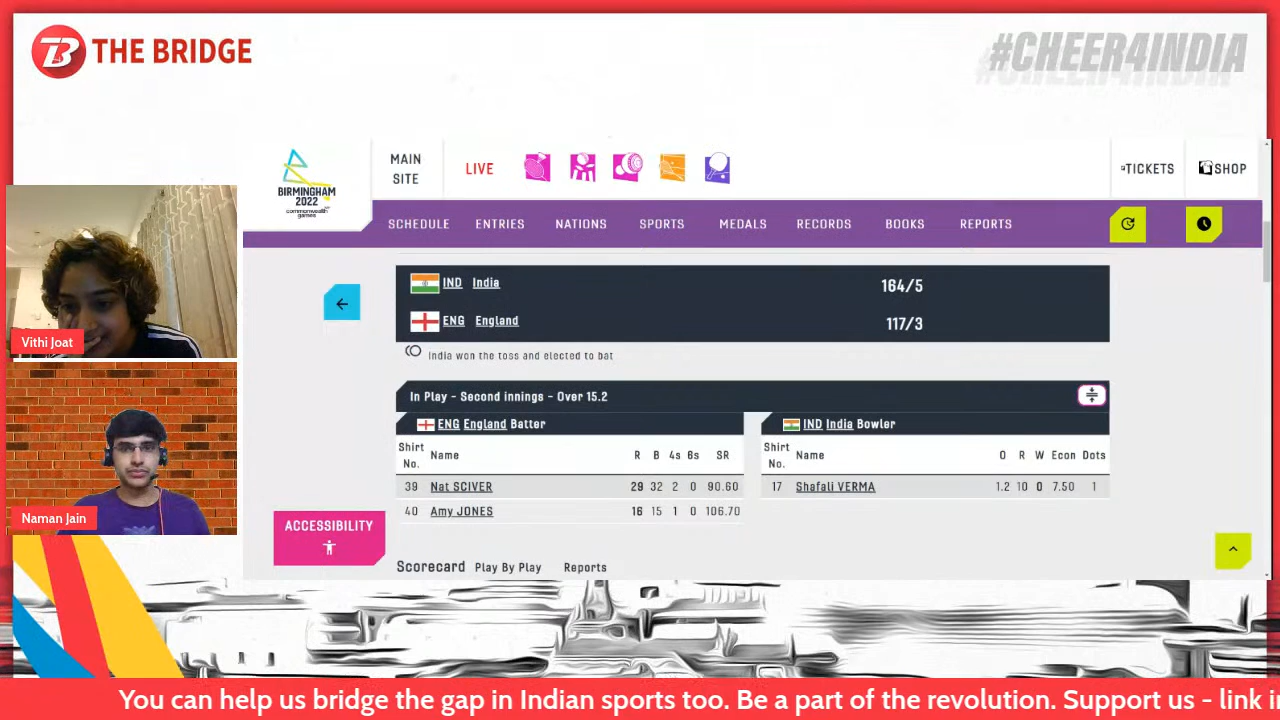 THE BRIDGE
#CHEER4INDIA
BIRMINGHAM
2022
commonwealth
games
MAIN
SITE
LIVE
TICKETS
SHOP
SCHEDULE ENTRIES NATIONS SPORTS MEDALS RECORDS BOOKS REPORTS
IND India 164/5
ENG England 117/3
India won the toss and elected to bat
In Play - Second innings - Over 15.2
ENG England Batter
Shirt No. Name R B 4s 6s SR
39 Nat SCIVER 29 32 2 0 90.60
40 Amy JONES 16 15 1 0 106.70
IND India Bowler
Shirt No. Name O R W Econ Dots
17 Shafali VERMA 1.2 10 0 7.50 1
Scorecard Play By Play Reports
ACCESSIBILITY
Vithi Joat
Naman Jain
You can help us bridge the gap in Indian sports too. Be a part of the revolution. Support us - link